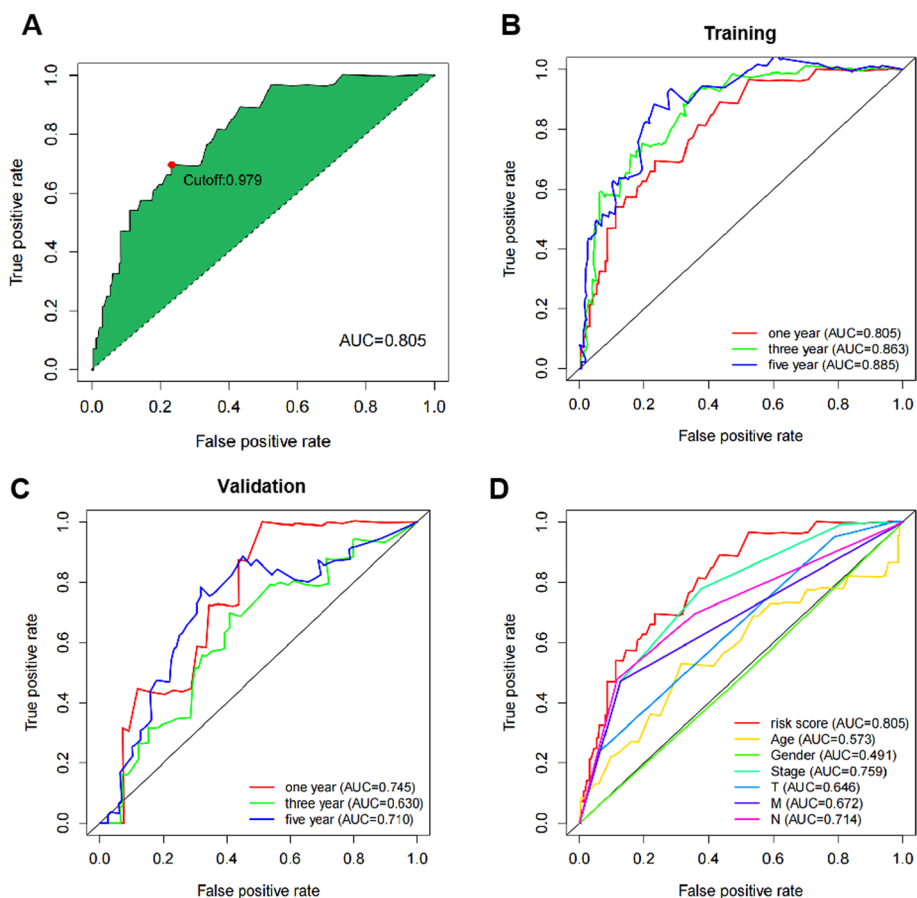 A
1.0
0.8
0.6
0.4
0.2
0.0
True positive rate
Cutoff:0.979
AUC=0.805
0.0 0.2 0.4 0.6 0.8 1.0
False positive rate
B
Training
1.0
0.8
0.6
0.4
0.2
0.0
True positive rate
one year (AUC=0.805)
three year (AUC=0.863)
five year (AUC=0.885)
0.0 0.2 0.4 0.6 0.8 1.0
False positive rate
C
Validation
1.0
0.8
0.6
0.4
0.2
0.0
True positive rate
one year (AUC=0.745)
three year (AUC=0.630)
five year (AUC=0.710)
0.0 0.2 0.4 0.6 0.8 1.0
False positive rate
D
1.0
0.8
0.6
0.4
0.2
0.0
True positive rate
risk score (AUC=0.805)
Age (AUC=0.573)
Gender (AUC=0.491)
Stage (AUC=0.759)
T (AUC=0.646)
M (AUC=0.672)
N (AUC=0.714)
0.0 0.2 0.4 0.6 0.8 1.0
False positive rate